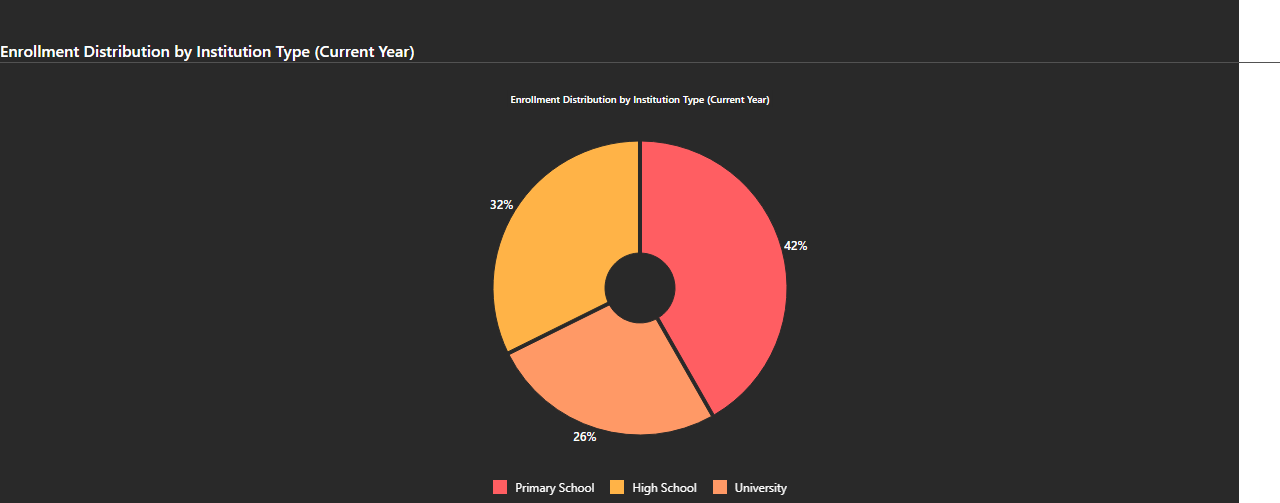 Enrollment Distribution by Institution Type (Current Year)
Enrollment Distribution by Institution Type (Current Year)
32%
42%
26%
Primary School High School University